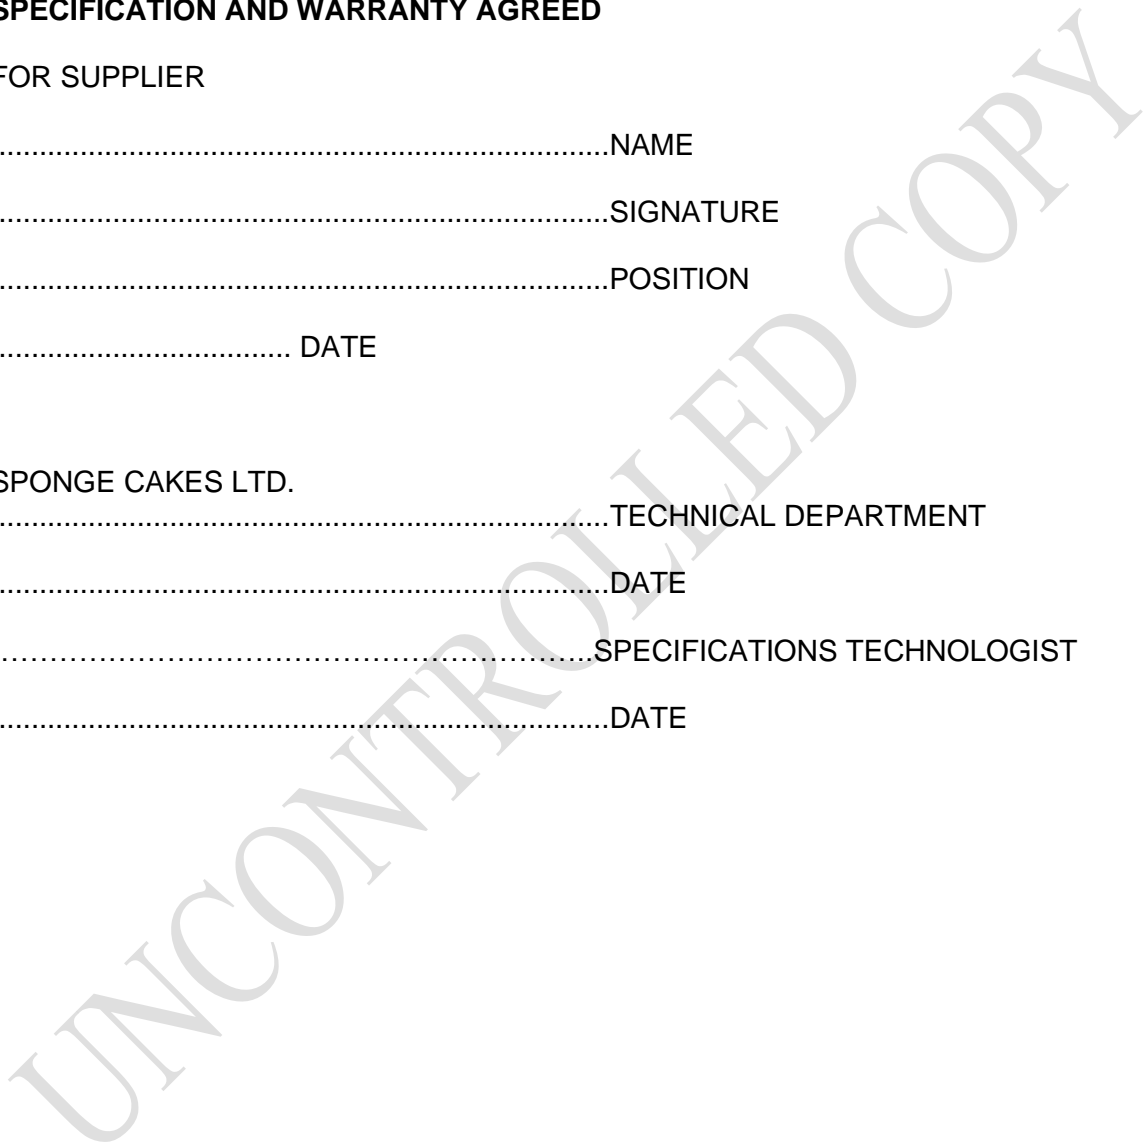 SPECIFICATION AND WARRANTY AGREED
FOR SUPPLIER
..........................................................................NAME
..........................................................................SIGNATURE
..........................................................................POSITION
................................... DATE
SPONGE CAKES LTD.
..........................................................................TECHNICAL DEPARTMENT
..........................................................................DATE
……………………………………………………..SPECIFICATIONS TECHNOLOGIST
..........................................................................DATE
UNCONTROLLED COPY